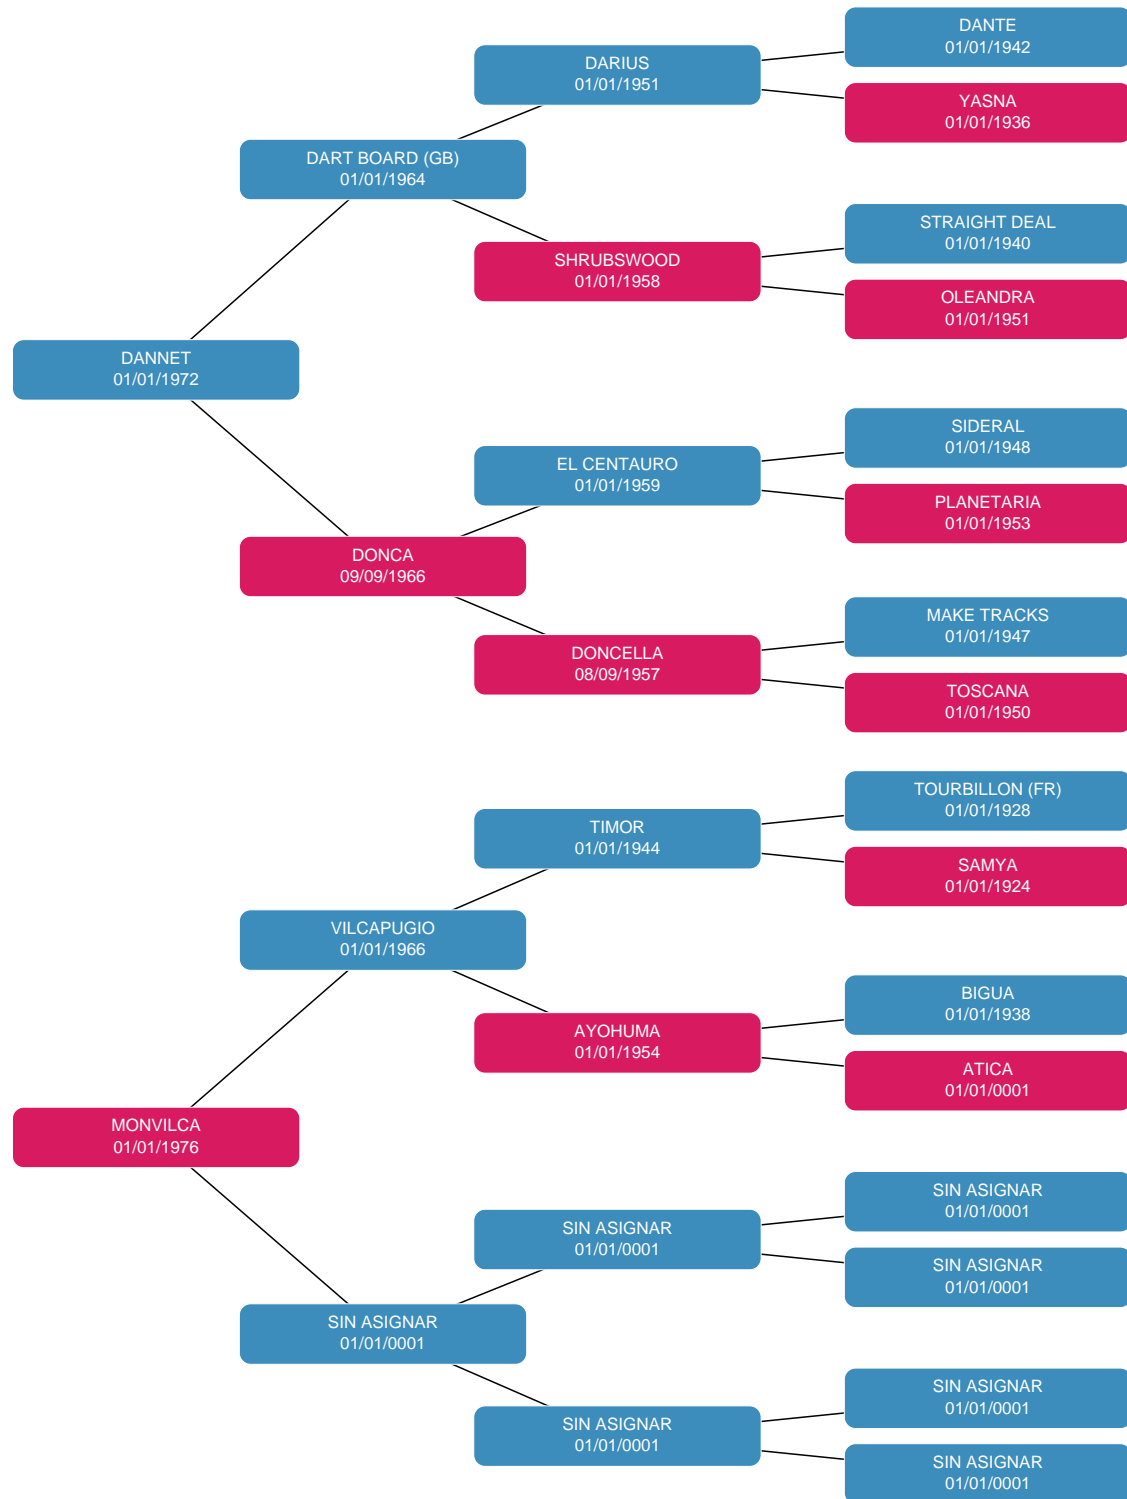 DANTE
01/01/1942
DARIUS
01/01/1951
YASNA
01/01/1936
DART BOARD (GB)
01/01/1964
STRAIGHT DEAL
01/01/1940
SHRUBSWOOD
01/01/1958
OLEANDRA
01/01/1951
DANNET
01/01/1972
SIDERAL
01/01/1948
EL CENTAURO
01/01/1959
PLANETARIA
01/01/1953
DONCA
09/09/1966
MAKE TRACKS
01/01/1947
DONCELLA
08/09/1957
TOSCANA
01/01/1950
TOURBILLON (FR)
01/01/1928
TIMOR
01/01/1944
SAMYA
01/01/1924
VILCAPUGIO
01/01/1966
BIGUA
01/01/1938
AYOHUMA
01/01/1954
ATICA
01/01/0001
MONVILCA
01/01/1976
SIN ASIGNAR
01/01/0001
SIN ASIGNAR
01/01/0001
SIN ASIGNAR
01/01/0001
SIN ASIGNAR
01/01/0001
SIN ASIGNAR
01/01/0001
SIN ASIGNAR
01/01/0001
SIN ASIGNAR
01/01/0001